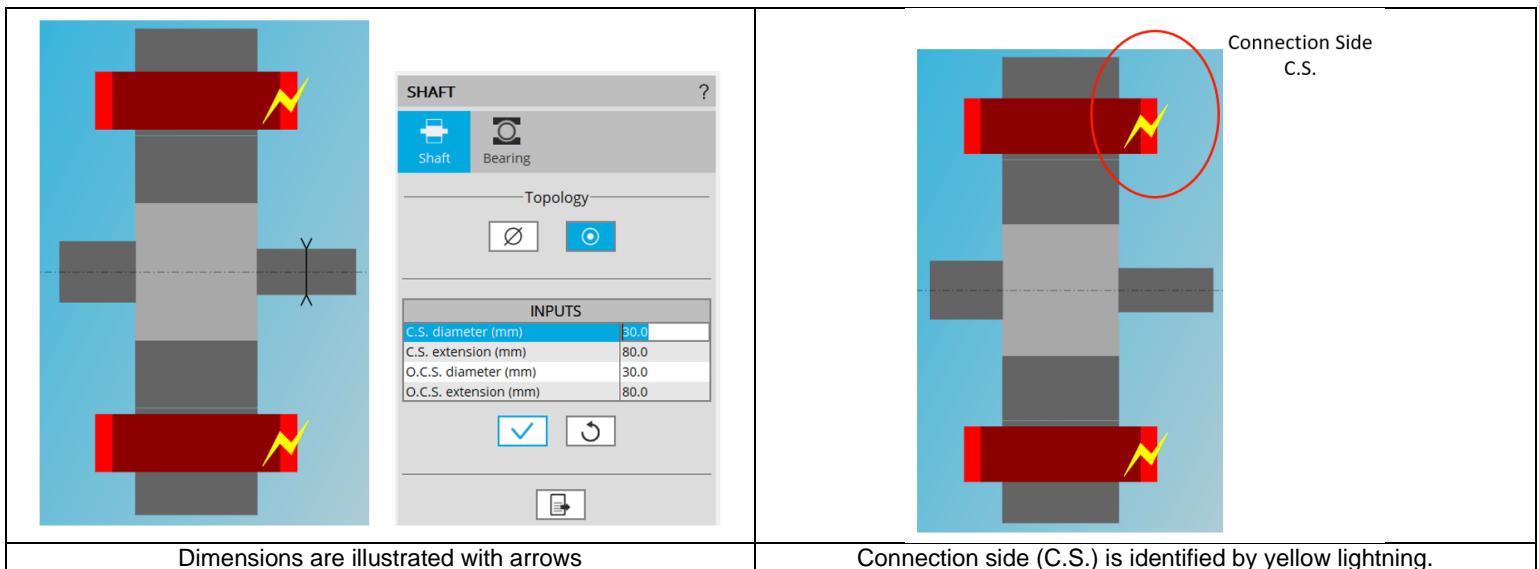 SHAFT ?
Shaft Bearing
Topology
INPUTS
C.S. diameter (mm) 30.0
C.S. extension (mm) 80.0
O.C.S. diameter (mm) 30.0
O.C.S. extension (mm) 80.0
Connection Side
C.S.
Dimensions are illustrated with arrows
Connection side (C.S.) is identified by yellow lightning.